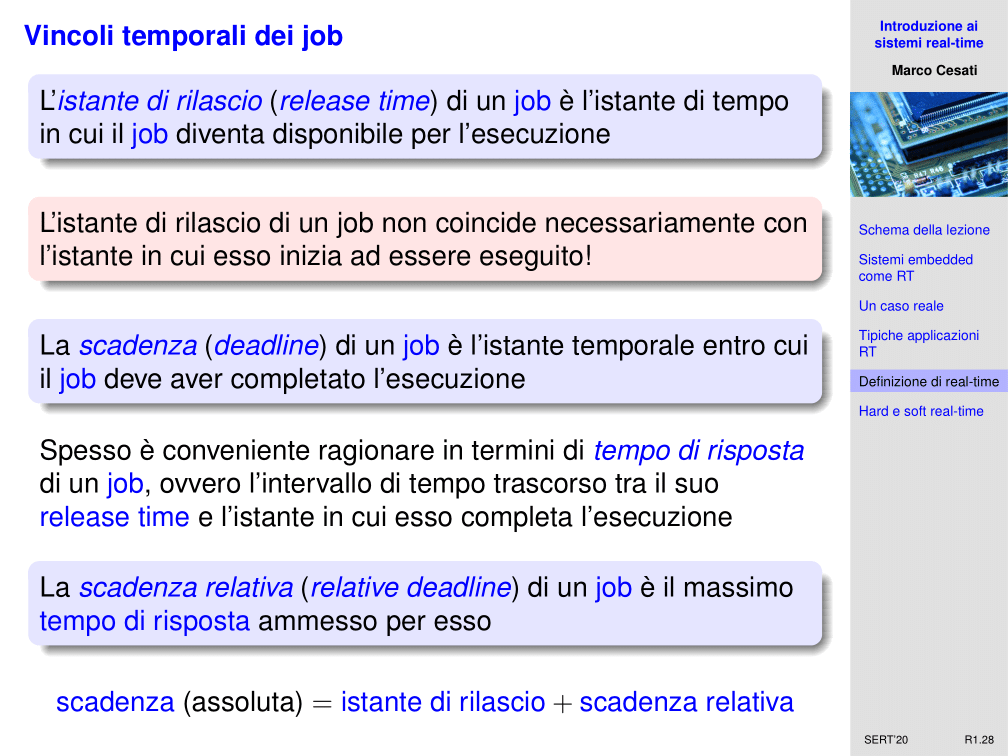 Vincoli temporali dei job
L'istante di rilascio (release time) di un job è l'istante di tempo
in cui il job diventa disponibile per l'esecuzione
L'istante di rilascio di un job non coincide necessariamente con
l'istante in cui esso inizia ad essere eseguito!
La scadenza (deadline) di un job è l'istante temporale entro cui
il job deve aver completato l'esecuzione
Spesso è conveniente ragionare in termini di tempo di risposta
di un job, ovvero l'intervallo di tempo trascorso tra il suo
release time e l'istante in cui esso completa l'esecuzione
La scadenza relativa (relative deadline) di un job è il massimo
tempo di risposta ammesso per esso
scadenza (assoluta) = istante di rilascio + scadenza relativa
Introduzione ai
sistemi real-time
Marco Cesati
R47 R46
Schema della lezione
Sistemi embedded
come RT
Un caso reale
Tipiche applicazioni
RT
Definizione di real-time
Hard e soft real-time
SERT'20 R1.28